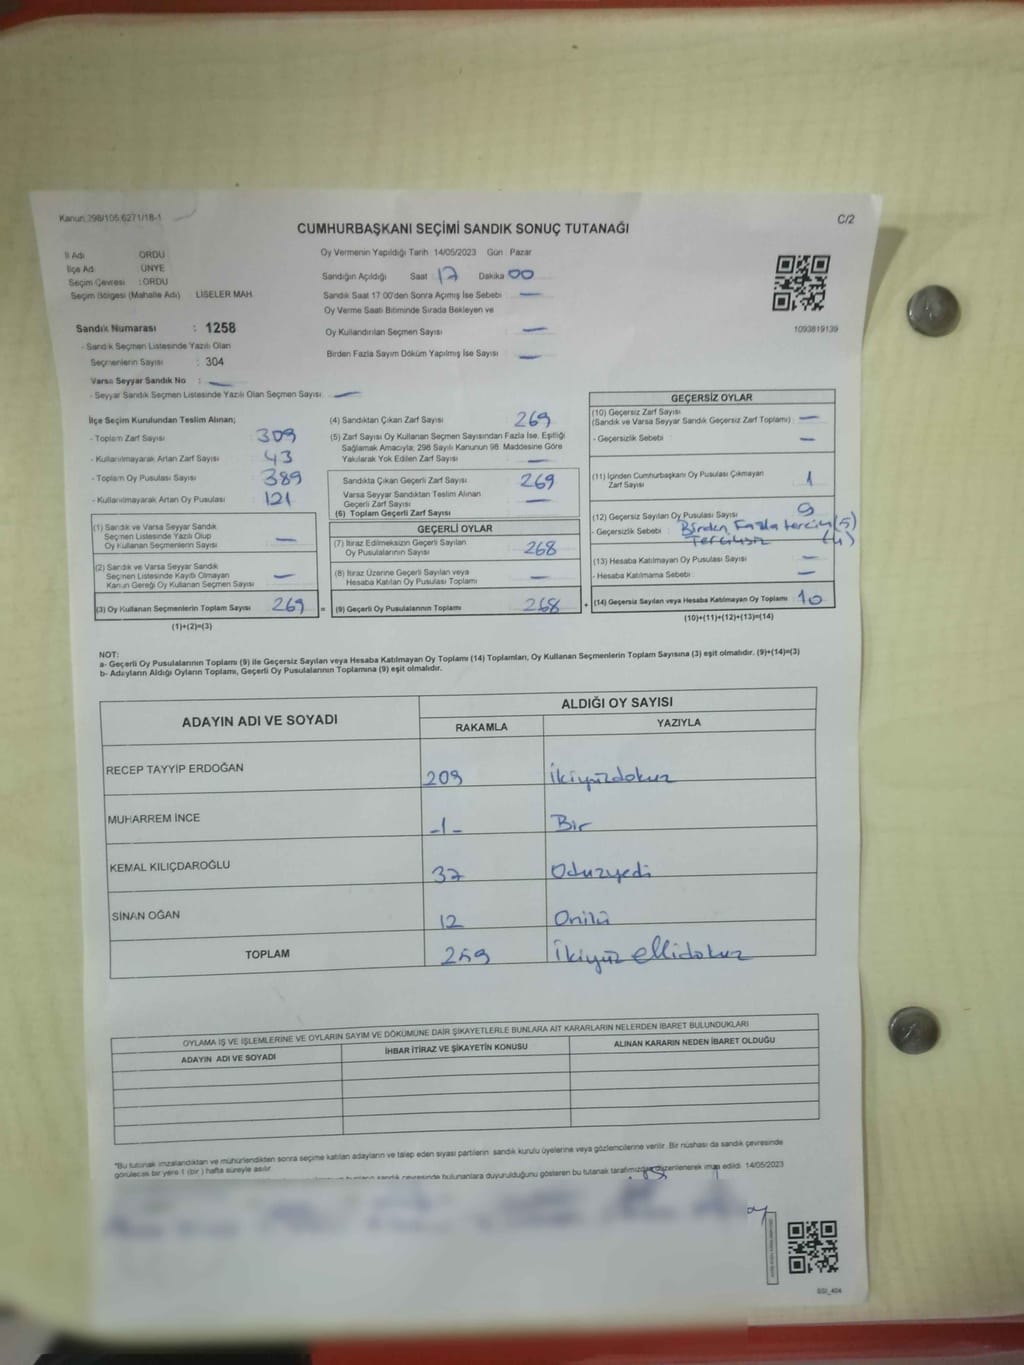 Kanun:298/105,6271/18-1
C/2
CUMHURBAŞKANI SEÇİMİ SANDIK SONUÇ TUTANAĞI
İl Adı ORDU
İlçe Adı ÜNYE
Seçim Çevresi :ORDU
Seçim Bölgesi (Mahalle Adı) LİSELER MAH.
Sandık Numarası : 1258
- Sandık Seçmen Listesinde Yazılı Olan
Seçmenlerin Sayısı : 304
Varsa Seyyar Sandık No : —
- Seyyar Sandık Seçmen Listesinde Yazılı Olan Seçmen Sayısı : —
Oy Vermenin Yapıldığı Tarih 14/05/2023 Gün Pazar
Sandığın Açıldığı Saat 17 Dakika 00
Sandık Saat 17:00'den Sonra Açımış İse Sebebi : —
Oy Verme Saati Bitiminde Sırada Bekleyen ve
Oy Kullandırılan Seçmen Sayısı —
Birden Fazla Sayım Döküm Yapılmış İse Sayısı : —
1093819139
İlçe Seçim Kurulundan Teslim Alınan;
- Toplam Zarf Sayısı 309
- Kullanılmayarak Artan Zarf Sayısı 43
- Toplam Oy Pusulası Sayısı 389
- Kullanılmayarak Artan Oy Pusulası 121
(1) Sandık ve Varsa Seyyar Sandık
Seçmen Listesinde Yazılı Olup
Oy Kullanan Seçmenlerin Sayısı —
(2) Sandık ve Varsa Seyyar Sandık
Seçmen Listesinde Kayıtlı Olmayan
Kanun Gereği Oy Kullanan Seçmen Sayısı —
(3) Oy Kullanan Seçmenlerin Toplam Sayısı 269 =
(1)+(2)=(3)
(4) Sandıktan Çıkan Zarf Sayısı 269
(5) Zarf Sayısı Oy Kullanan Seçmen Sayısından Fazla İse, Eşitliği
Sağlamak Amacıyla; 298 Sayılı Kanunun 98. Maddesine Göre
Yakılarak Yok Edilen Zarf Sayısı —
Sandıkta Çıkan Geçerli Zarf Sayısı 269
Varsa Seyyar Sandıktan Teslim Alınan
Geçerli Zarf Sayısı —
(6) Toplam Geçerli Zarf Sayısı
GEÇERLİ OYLAR
(7) İtiraz Edilmeksizin Geçerli Sayılan
Oy Pusulalarının Sayısı 268
(8) İtiraz Üzerine Geçerli Sayılan veya
Hesaba Katılan Oy Pusulası Toplamı —
(9) Geçerli Oy Pusulalarının Toplamı 268 +
GEÇERSİZ OYLAR
(10) Geçersiz Zarf Sayısı
(Sandık ve Varsa Seyyar Sandık Geçersiz Zarf Toplamı) : —
- Geçersizlik Sebebi : —
(11) İçinden Cumhurbaşkanı Oy Pusulası Çıkmayan
Zarf Sayısı : 1
(12) Geçersiz Sayılan Oy Pusulası Sayısı : 9
- Geçersizlik Sebebi : Birden Fazla tercih (5)
Tercihsiz (4)
(13) Hesaba Katılmayan Oy Pusulası Sayısı : —
- Hesaba Katılmama Sebebi : —
(14) Geçersiz Sayılan veya Hesaba Katılmayan Oy Toplamı : 10
(10)+(11)+(12)+(13)=(14)
NOT:
a- Geçerli Oy Pusulalarının Toplamı (9) ile Geçersiz Sayılan veya Hesaba Katılmayan Oy Toplamı (14) Toplamları, Oy Kullanan Seçmenlerin Toplam Sayısına (3) eşit olmalıdır. (9)+(14)=(3)
b- Adayların Aldığı Oyların Toplamı, Geçerli Oy Pusulalarının Toplamına (9) eşit olmalıdır.
ADAYIN ADI VE SOYADI ALDIĞI OY SAYISI
RAKAMLA YAZIYLA
RECEP TAYYİP ERDOĞAN 209 İkiyüzdokuz
MUHARREM İNCE -1- Bir
KEMAL KILIÇDAROĞLU 37 Oduzyedi
SİNAN OĞAN 12 Oniki
TOPLAM 259 İkiyüz ellidokuz
OYLAMA İŞ VE İŞLEMLERİNE VE OYLARIN SAYIM VE DÖKÜMÜNE DAİR ŞİKAYETLERLE BUNLARA AİT KARARLARIN NELERDEN İBARET BULUNDUKLARI
ADAYIN ADI VE SOYADI İHBAR İTİRAZ VE ŞİKAYETİN KONUSU ALINAN KARARIN NEDEN İBARET OLDUĞU
*Bu tutanak imzalandıktan ve mühürlendikten sonra seçime katılan adayların ve talep eden siyasi partilerin sandık kurulu üyelerine veya gözlemcilerine verilir. Bir nüshası da sandık çevresinde
görülecek bir yere 1 (bir) hafta süreyle asılır.
sandık çevresinde bulunanlara duyurulduğunu gösteren bu tutanak tarafımızdan düzenlenerek imza edildi. 14/05/2023
SSI_404